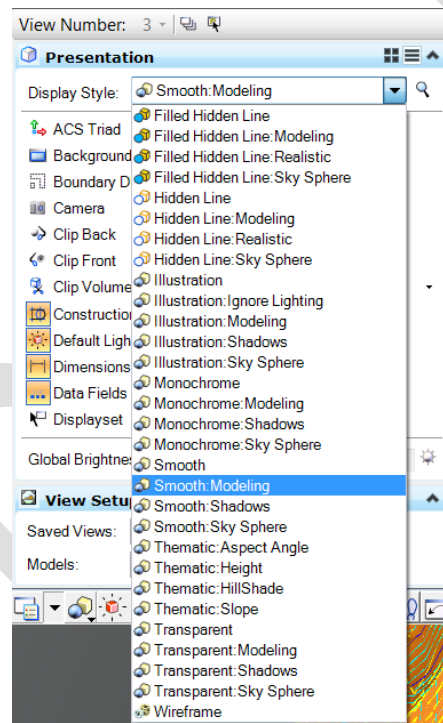 View Number: 3
Presentation
Display Style: Smooth:Modeling
ACS Triad
Background
Boundary D
Camera
Clip Back
Clip Front
Clip Volume
Constructio
Default Ligh
Dimensions
Data Fields
Displayset
Global Brightne
View Setu
Saved Views:
Models:
Filled Hidden Line
Filled Hidden Line:Modeling
Filled Hidden Line:Realistic
Filled Hidden Line:Sky Sphere
Hidden Line
Hidden Line:Modeling
Hidden Line:Realistic
Hidden Line:Sky Sphere
Illustration
Illustration:Ignore Lighting
Illustration:Modeling
Illustration:Shadows
Illustration:Sky Sphere
Monochrome
Monochrome:Modeling
Monochrome:Shadows
Monochrome:Sky Sphere
Smooth
Smooth:Modeling
Smooth:Shadows
Smooth:Sky Sphere
Thematic:Aspect Angle
Thematic:Height
Thematic:HillShade
Thematic:Slope
Transparent
Transparent:Modeling
Transparent:Shadows
Transparent:Sky Sphere
Wireframe